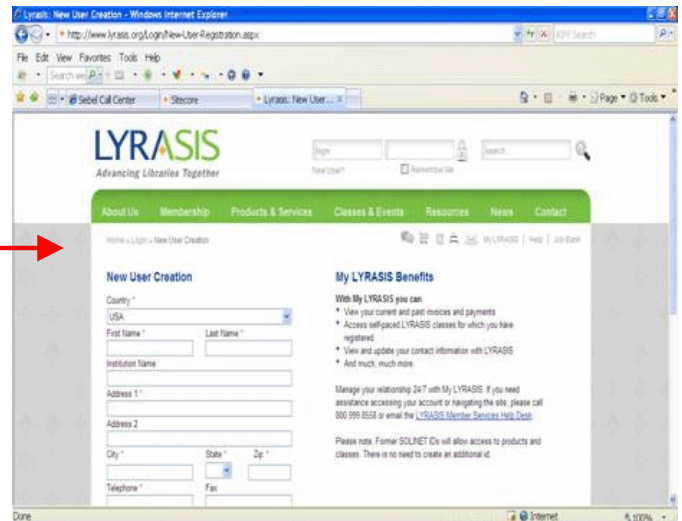 Lyrasis: New User Creation - Windows Internet Explorer
http://www.lyrasis.org/Login/New-User-Registration.aspx
File Edit View Favorites Tools Help
Search
Sebel Call Center Sitecore Lyrasis: New User ... Page Tools
LYRASIS
Advancing Libraries Together
login
New User? Remember Me
search
About Us Membership Products & Services Classes & Events Resources News Contact
Home » Login » New User Creation
My LYRASIS | Help | Job Bank
New User Creation
Country *
USA
First Name * Last Name *
Institution Name
Address 1 *
Address 2
City * State * Zip *
Telephone * Fax
My LYRASIS Benefits
With My LYRASIS you can
* View your current and past invoices and payments
* Access self-paced LYRASIS classes for which you have
registered
* View and update your contact information with LYRASIS
* And much, much more
Manage your relationship 24/7 with My LYRASIS. If you need
assistance accessing your account or navigating the site, please call
800.999.8558 or email the LYRASIS Member Services Help Desk.
Please note: Former SOLINET IDs will allow access to products and
classes. There is no need to create an additional id.
Done Internet 100%